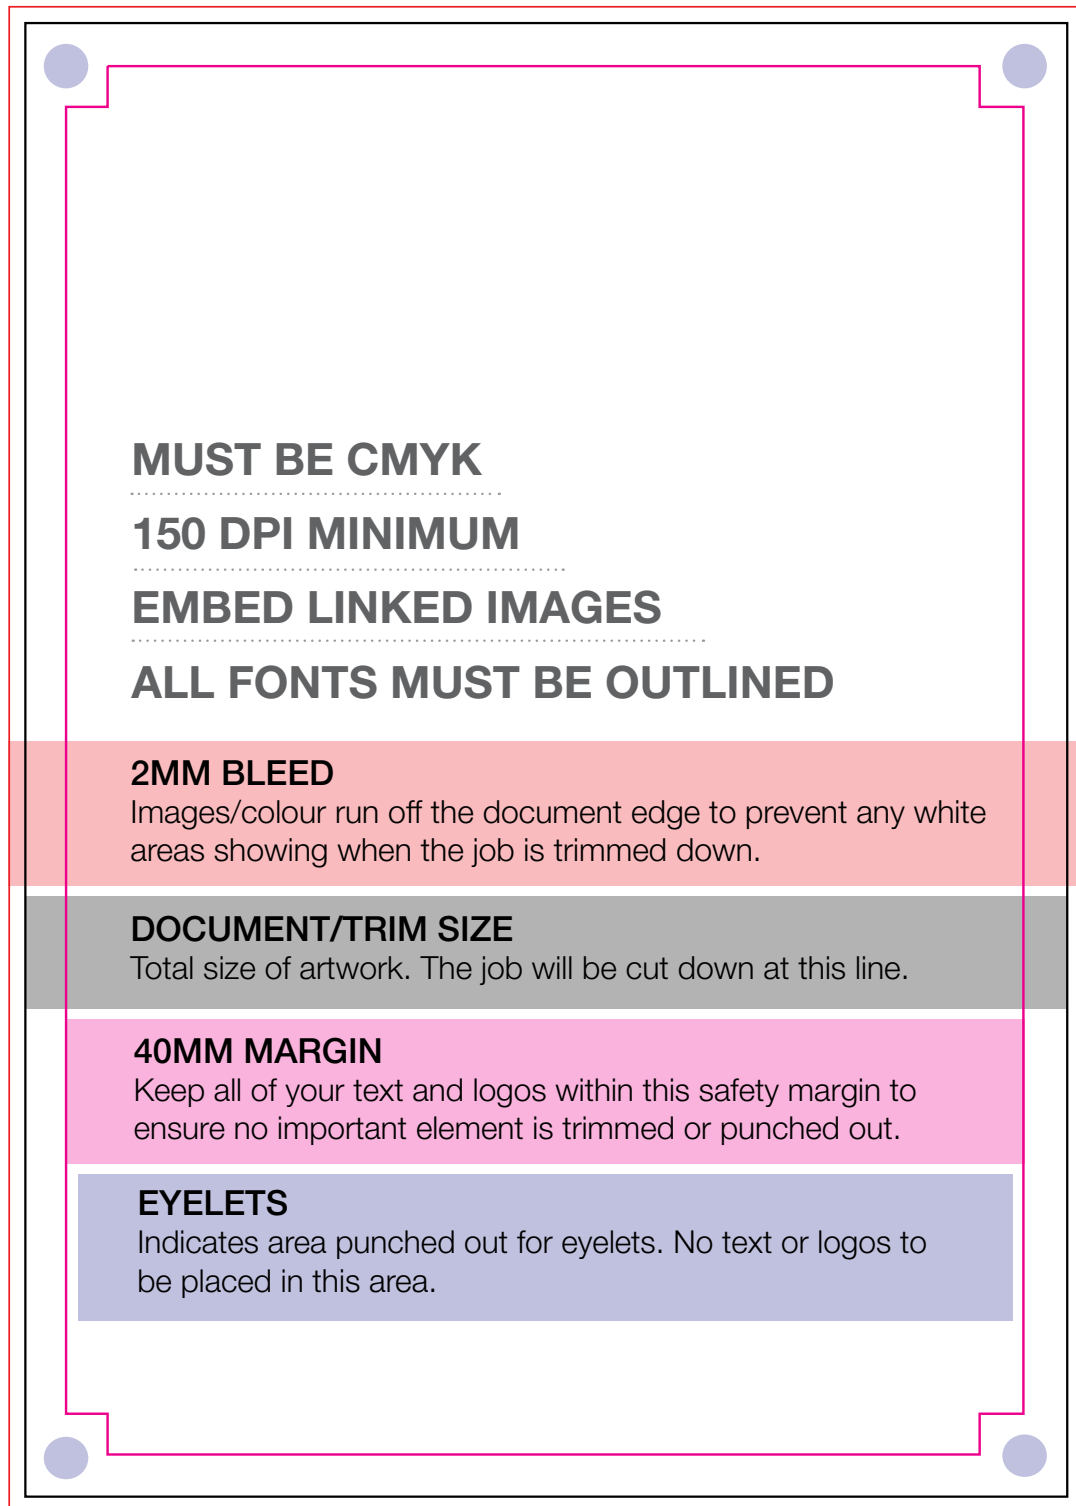 MUST BE CMYK
150 DPI MINIMUM
EMBED LINKED IMAGES
ALL FONTS MUST BE OUTLINED
2MM BLEED
Images/colour run off the document edge to prevent any white
areas showing when the job is trimmed down.
DOCUMENT/TRIM SIZE
Total size of artwork. The job will be cut down at this line.
40MM MARGIN
Keep all of your text and logos within this safety margin to
ensure no important element is trimmed or punched out.
EYELETS
Indicates area punched out for eyelets. No text or logos to
be placed in this area.